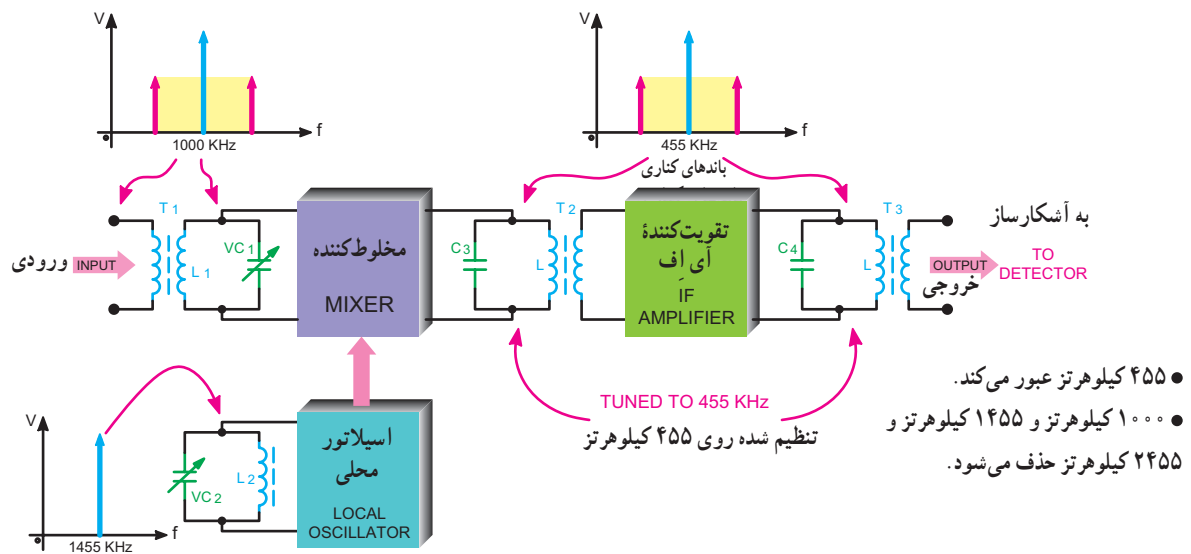 V
f
1000 KHz
V
f
455 KHz
باندهای کناری
T 1
VC 1
L 1
ورودی
INPUT
مخلوط‌کننده
MIXER
C 3
T 2
L
تقویت‌کنندهٔ
آی اِف
IF
AMPLIFIER
C 4
T 3
L
OUTPUT
خروجی
به آشکارساز
TO
DETECTOR
TUNED TO 455 KHz
تنظیم شده روی ۴۵۵ کیلوهرتز
● ۴۵۵ کیلوهرتز عبور می‌کند.
● ۱۰۰۰ کیلوهرتز و ۱۴۵۵ کیلوهرتز و
۲۴۵۵ کیلوهرتز حذف می‌شود.
V
f
1455 KHz
VC 2
L 2
اسیلاتور
محلی
LOCAL
OSCILLATOR